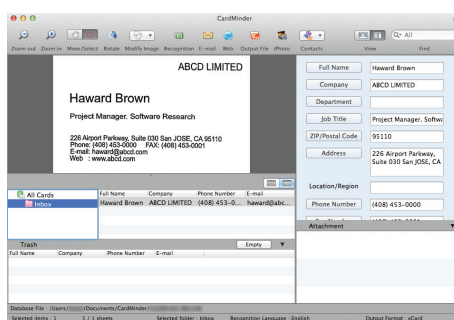 CardMinder
Zoom out Zoom in Move/Select Rotate Modify Image Recognition E-mail Web Output File iPhoto Contacts View Find
All
ABCD LIMITED
Haward Brown
Project Manager. Software Research
226 Airport Parkway, Suite 030 San JOSE, CA 95110
Phone: (408) 453-0000 FAX: (408) 453-0001
E-mail: haward@abcd.com
Web : www.abcd.com
Full Name Haward Brown
Company ABCD LIMITED
Department
Job Title Project Manager. Softwa
ZIP/Postal Code 95110
Address 226 Airport Parkway,
Suite 030 San JOSE, CA
Location/Region
Phone Number (408) 453-0000
Attachment
All Cards
Inbox
Full Name Company Phone Number E-mail
Haward Brown ABCD LIMITED (408) 453-0... haward@abc...
Trash Empty
Full Name Company Phone Number E-mail
Database File : /Users/ /Documents/CardMinder/
Selected items : 1 1 / 1 sheets Selected folder : Inbox Recognition Language : English Output Format : vCard